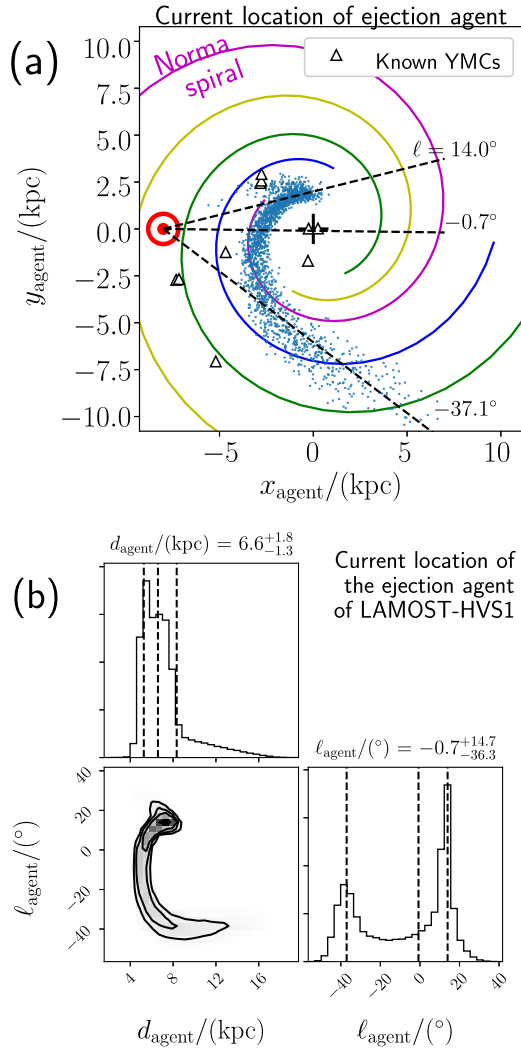 Current location of ejection agent
(a)
Norma
spiral
Known YMCs
ℓ = 14.0°
−0.7°
−37.1°
10.0
7.5
5.0
2.5
0.0
−2.5
−5.0
−7.5
−10.0
y_agent/(kpc)
−5 0 5 10
x_agent/(kpc)
(b)
d_agent/(kpc) = 6.6^{+1.8}_{−1.3}
Current location of
the ejection agent
of LAMOST-HVS1
ℓ_agent/(°) = −0.7^{+14.7}_{−36.3}
40
20
0
−20
−40
ℓ_agent/(°)
4 8 12 16
d_agent/(kpc)
−40 −20 0 20 40
ℓ_agent/(°)